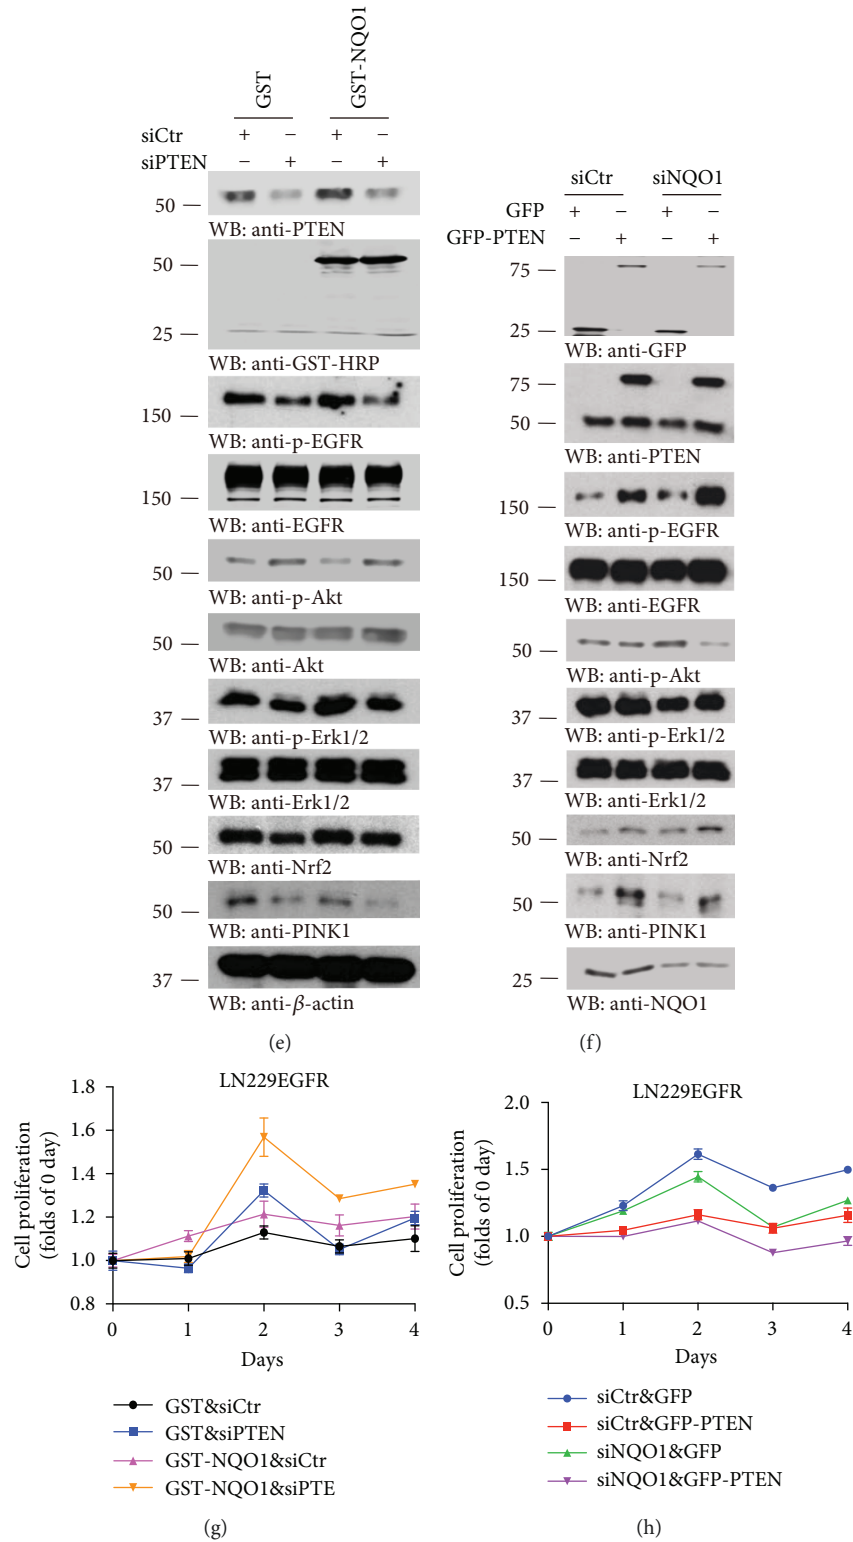 GST
GST-NQO1
siCtr + − + −
siPTEN − + − +
50
WB: anti-PTEN
50
25
WB: anti-GST-HRP
150
WB: anti-p-EGFR
150
WB: anti-EGFR
50
WB: anti-p-Akt
50
WB: anti-Akt
37
WB: anti-p-Erk1/2
37
WB: anti-Erk1/2
50
WB: anti-Nrf2
50
WB: anti-PINK1
37
WB: anti-β-actin
(e)
siCtr siNQO1
GFP + − + −
GFP-PTEN − + − +
75
25
WB: anti-GFP
75
50
WB: anti-PTEN
150
WB: anti-p-EGFR
150
WB: anti-EGFR
50
WB: anti-p-Akt
37
WB: anti-p-Erk1/2
37
WB: anti-Erk1/2
50
WB: anti-Nrf2
50
WB: anti-PINK1
25
WB: anti-NQO1
(f)
LN229EGFR
Cell proliferation
(folds of 0 day)
1.8
1.6
1.4
1.2
1.0
0.8
0 1 2 3 4
Days
GST&siCtr
GST&siPTEN
GST-NQO1&siCtr
GST-NQO1&siPTE
(g)
LN229EGFR
Cell proliferation
(folds of 0 day)
2.0
1.5
1.0
0.5
0 1 2 3 4
Days
siCtr&GFP
siCtr&GFP-PTEN
siNQO1&GFP
siNQO1&GFP-PTEN
(h)